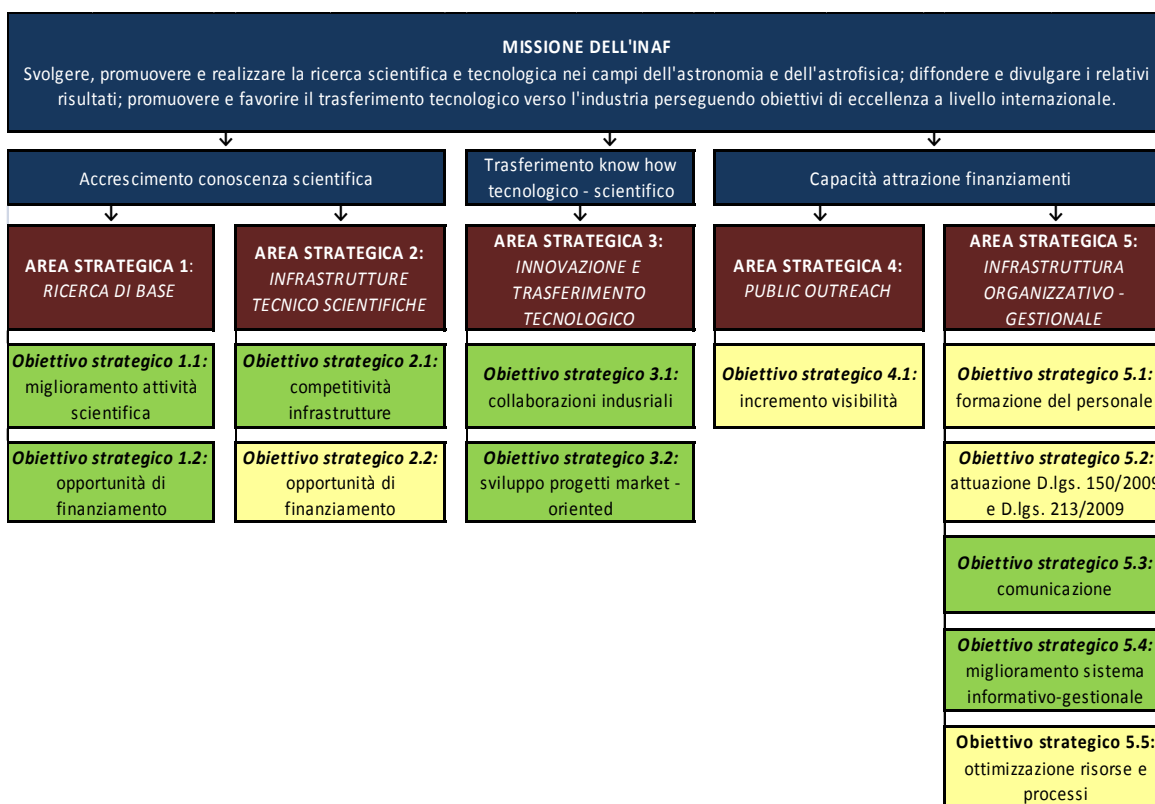 MISSIONE DELL'INAF
Svolgere, promuovere e realizzare la ricerca scientifica e tecnologica nei campi dell'astronomia e dell'astrofisica; diffondere e divulgare i relativi
risultati; promuovere e favorire il trasferimento tecnologico verso l'industria perseguendo obiettivi di eccellenza a livello internazionale.
Accrescimento conoscenza scientifica
Trasferimento know how
tecnologico - scientifico
Capacità attrazione finanziamenti
AREA STRATEGICA 1:
RICERCA DI BASE
AREA STRATEGICA 2:
INFRASTRUTTURE
TECNICO SCIENTIFICHE
AREA STRATEGICA 3:
INNOVAZIONE E
TRASFERIMENTO
TECNOLOGICO
AREA STRATEGICA 4:
PUBLIC OUTREACH
AREA STRATEGICA 5:
INFRASTRUTTURA
ORGANIZZATIVO -
GESTIONALE
Obiettivo strategico 1.1:
miglioramento attività
scientifica
Obiettivo strategico 2.1:
competitività
infrastrutture
Obiettivo strategico 3.1:
collaborazioni indusriali
Obiettivo strategico 4.1:
incremento visibilità
Obiettivo strategico 5.1:
formazione del personale
Obiettivo strategico 1.2:
opportunità di
finanziamento
Obiettivo strategico 2.2:
opportunità di
finanziamento
Obiettivo strategico 3.2:
sviluppo progetti market -
oriented
Obiettivo strategico 5.2:
attuazione D.lgs. 150/2009
e D.lgs. 213/2009
Obiettivo strategico 5.3:
comunicazione
Obiettivo strategico 5.4:
miglioramento sistema
informativo-gestionale
Obiettivo strategico 5.5:
ottimizzazione risorse e
processi